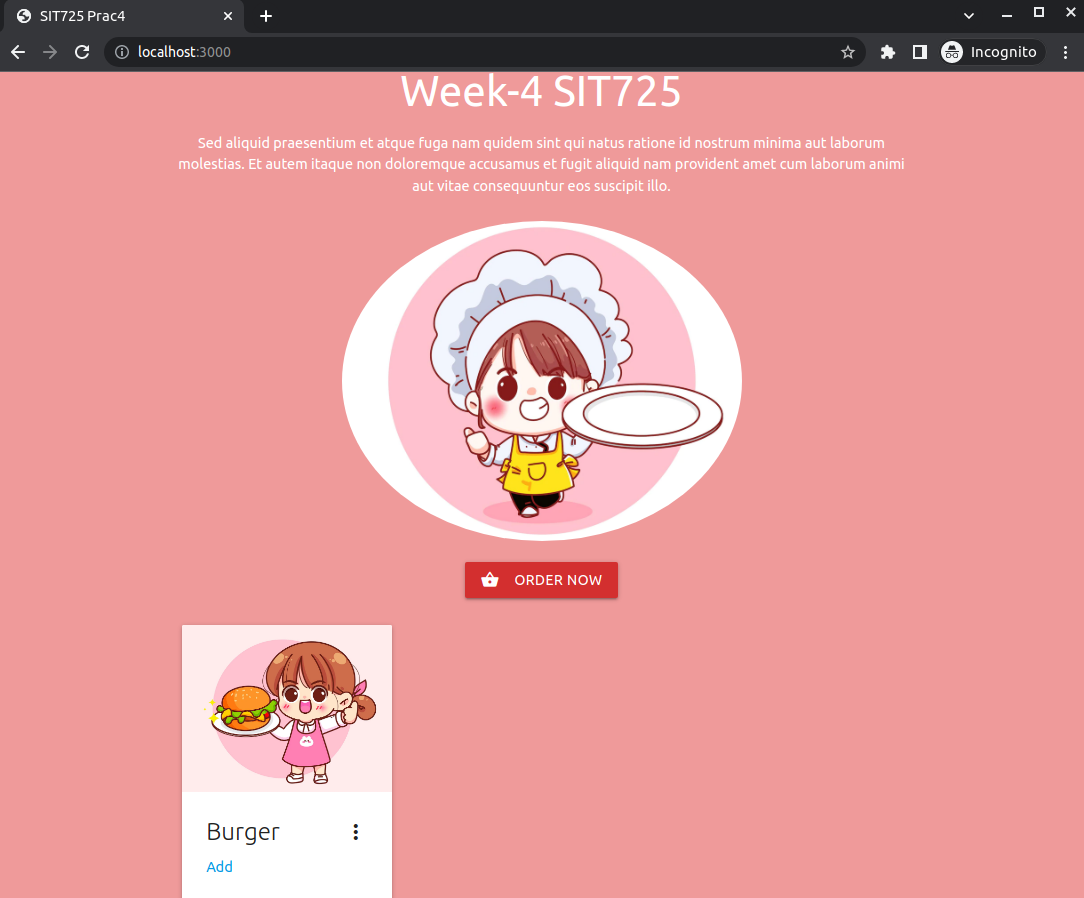 SIT725 Prac4
localhost:3000
Incognito
Week-4 SIT725
Sed aliquid praesentium et atque fuga nam quidem sint qui natus ratione id nostrum minima aut laborum
molestias. Et autem itaque non doloremque accusamus et fugit aliquid nam provident amet cum laborum animi
aut vitae consequuntur eos suscipit illo.
ORDER NOW
Burger
Add